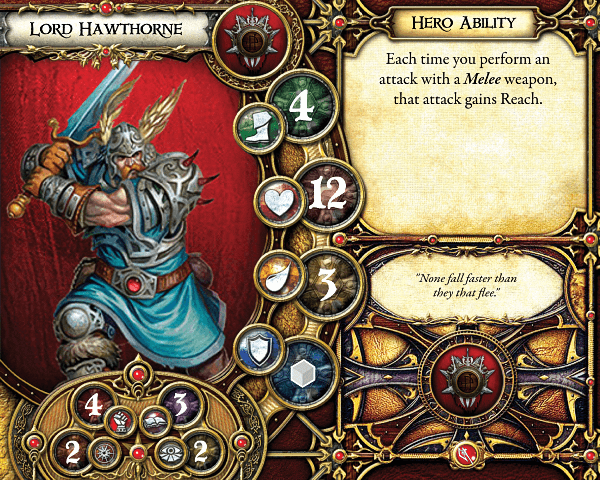 LORD HAWTHORNE
4
12
3
4
3
2
2
HERO ABILITY
Each time you perform an
attack with a Melee weapon,
that attack gains Reach.
"None fall faster than
they that flee."